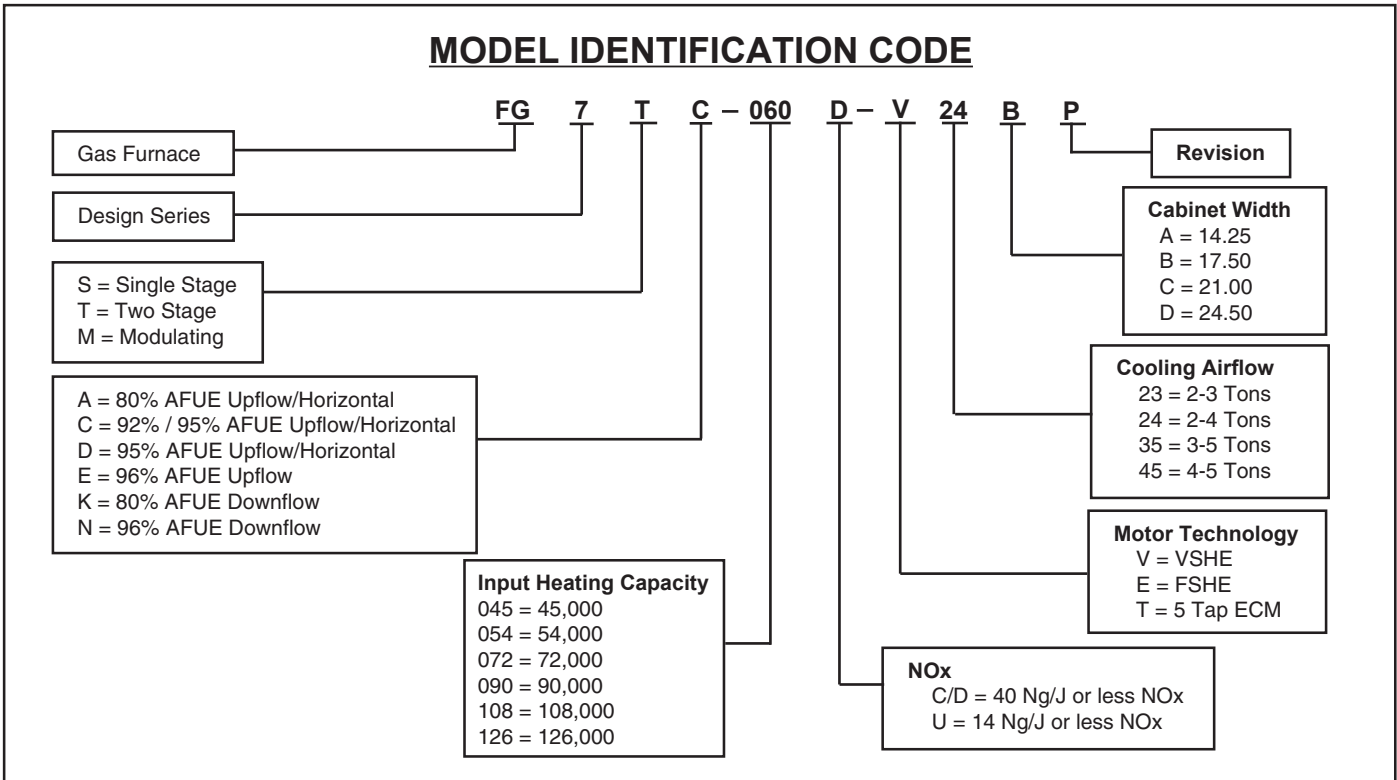 MODEL IDENTIFICATION CODE
FG 7 T C – 060 D – V 24 B P
Gas Furnace
Design Series
S = Single Stage
T = Two Stage
M = Modulating
A = 80% AFUE Upflow/Horizontal
C = 92% / 95% AFUE Upflow/Horizontal
D = 95% AFUE Upflow/Horizontal
E = 96% AFUE Upflow
K = 80% AFUE Downflow
N = 96% AFUE Downflow
Input Heating Capacity
045 = 45,000
054 = 54,000
072 = 72,000
090 = 90,000
108 = 108,000
126 = 126,000
Revision
Cabinet Width
A = 14.25
B = 17.50
C = 21.00
D = 24.50
Cooling Airflow
23 = 2-3 Tons
24 = 2-4 Tons
35 = 3-5 Tons
45 = 4-5 Tons
Motor Technology
V = VSHE
E = FSHE
T = 5 Tap ECM
NOx
C/D = 40 Ng/J or less NOx
U = 14 Ng/J or less NOx